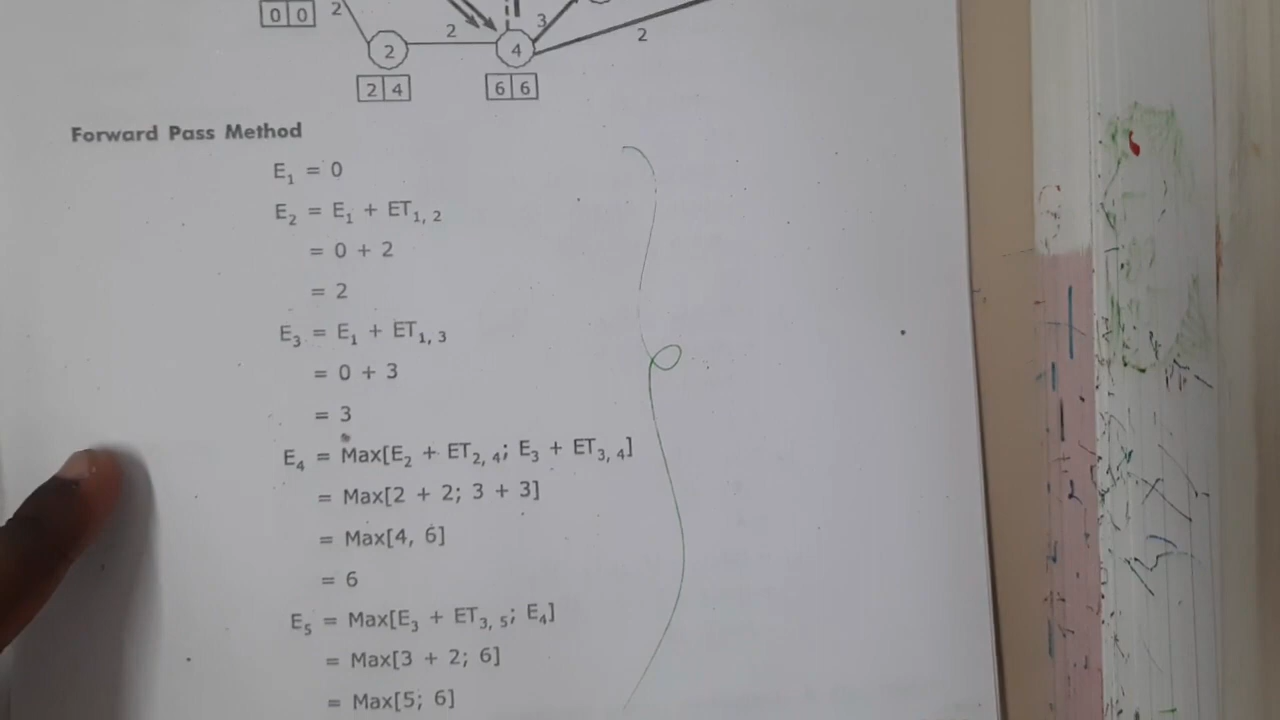 0 0 2
2 3
2 2 4
2 4 6 6
Forward Pass Method
E₁ = 0
E₂ = E₁ + ET₁, ₂
= 0 + 2
= 2
E₃ = E₁ + ET₁, ₃
= 0 + 3
= 3
E₄ = Max[E₂ + ET₂, ₄; E₃ + ET₃, ₄]
= Max[2 + 2; 3 + 3]
= Max[4, 6]
= 6
E₅ = Max[E₃ + ET₃, ₅; E₄]
= Max[3 + 2; 6]
= Max[5; 6]